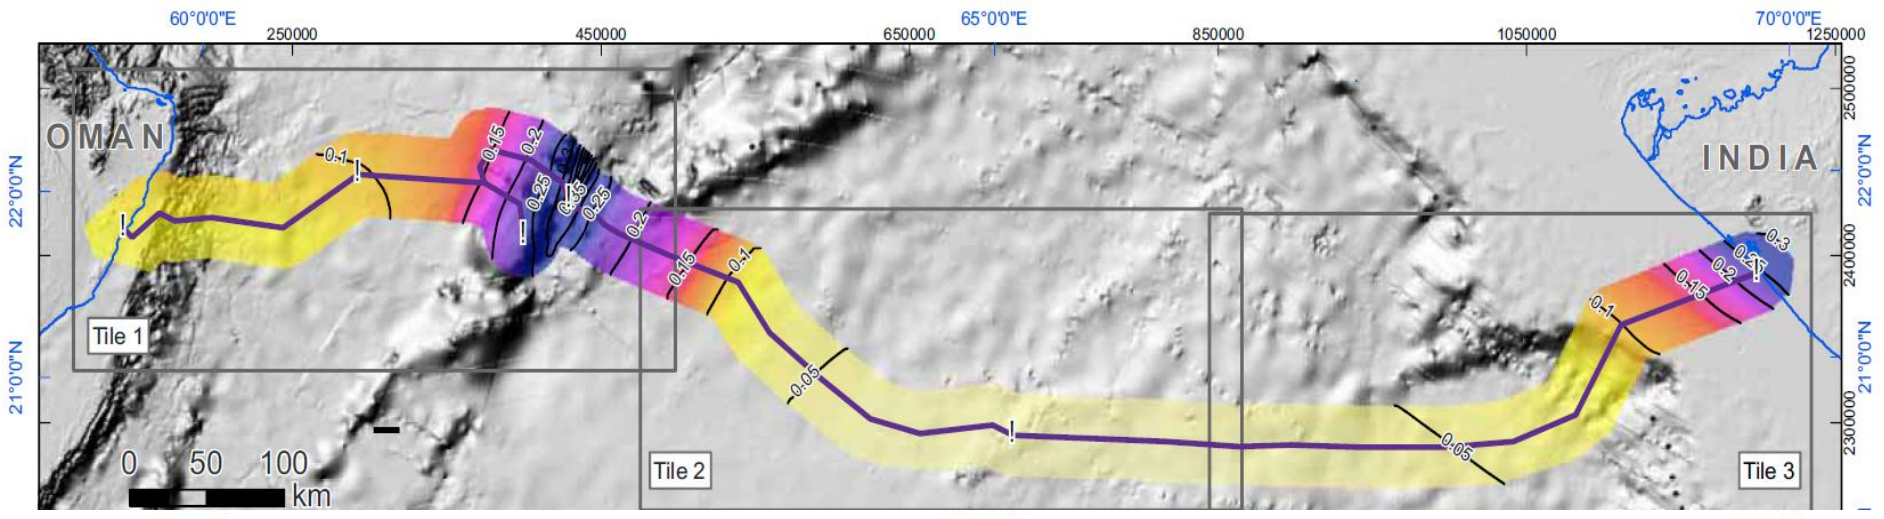 60°0'0"E 65°0'0"E 70°0'0"E
250000 450000 650000 850000 1050000 1250000
2500000
OMAN
INDIA
22°0'0"N
22°0'0"N
0.1 ! 0.15 0.2 0.25 ! 0.35 0.25 0.2 !
0.15 0.1
0.3
0.2
0.15
0.1
!
2400000
Tile 1
21°0'0"N
21°0'0"N
0.05
!
0.05
2300000
0 50 100
km
Tile 2
Tile 3